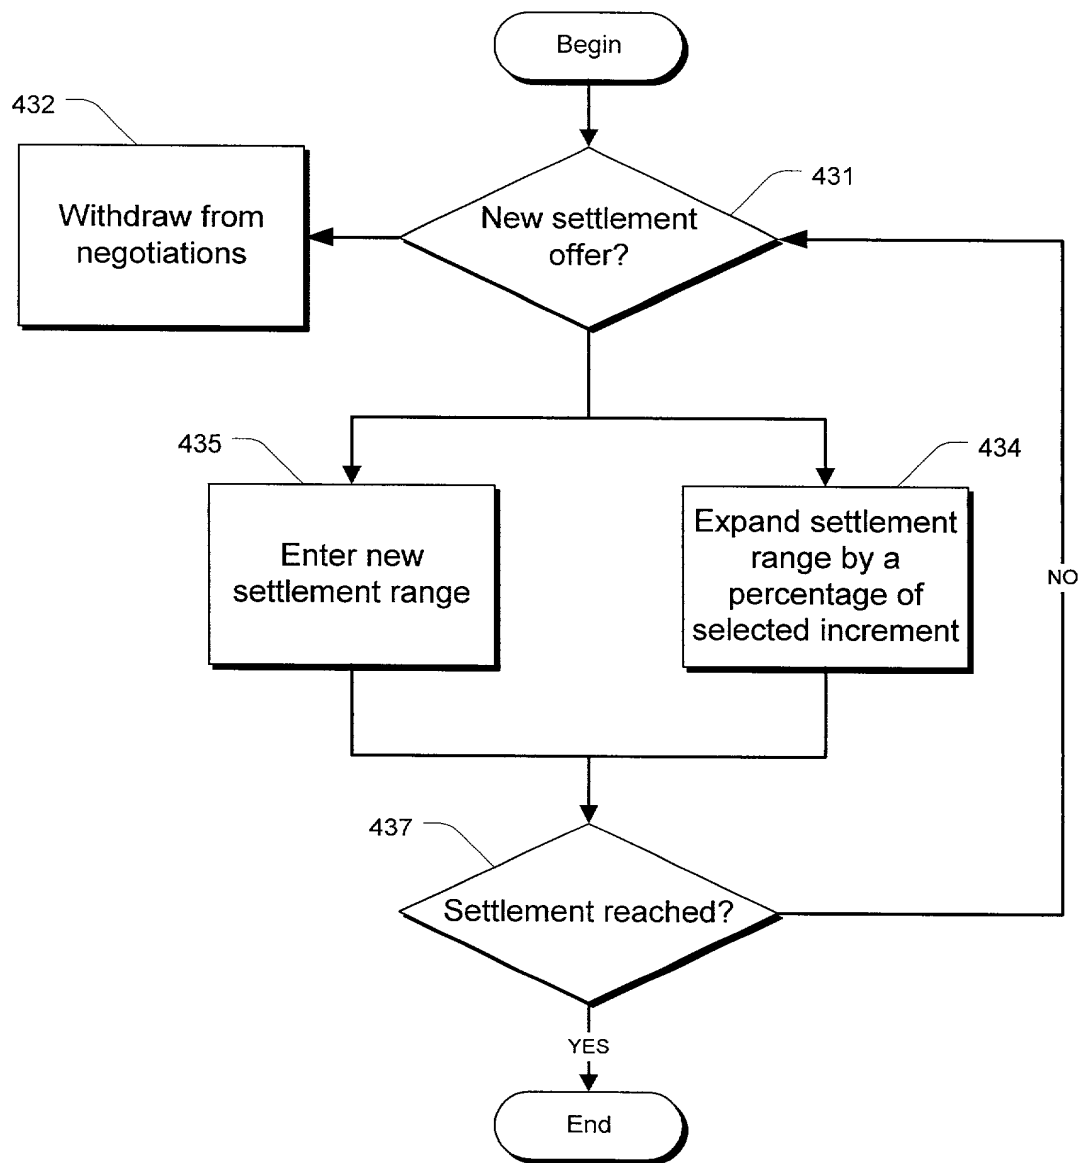 Begin
432
431
Withdraw from
negotiations
New settlement
offer?
435
434
Enter new
settlement range
Expand settlement
range by a
percentage of
selected increment
NO
437
Settlement reached?
YES
End